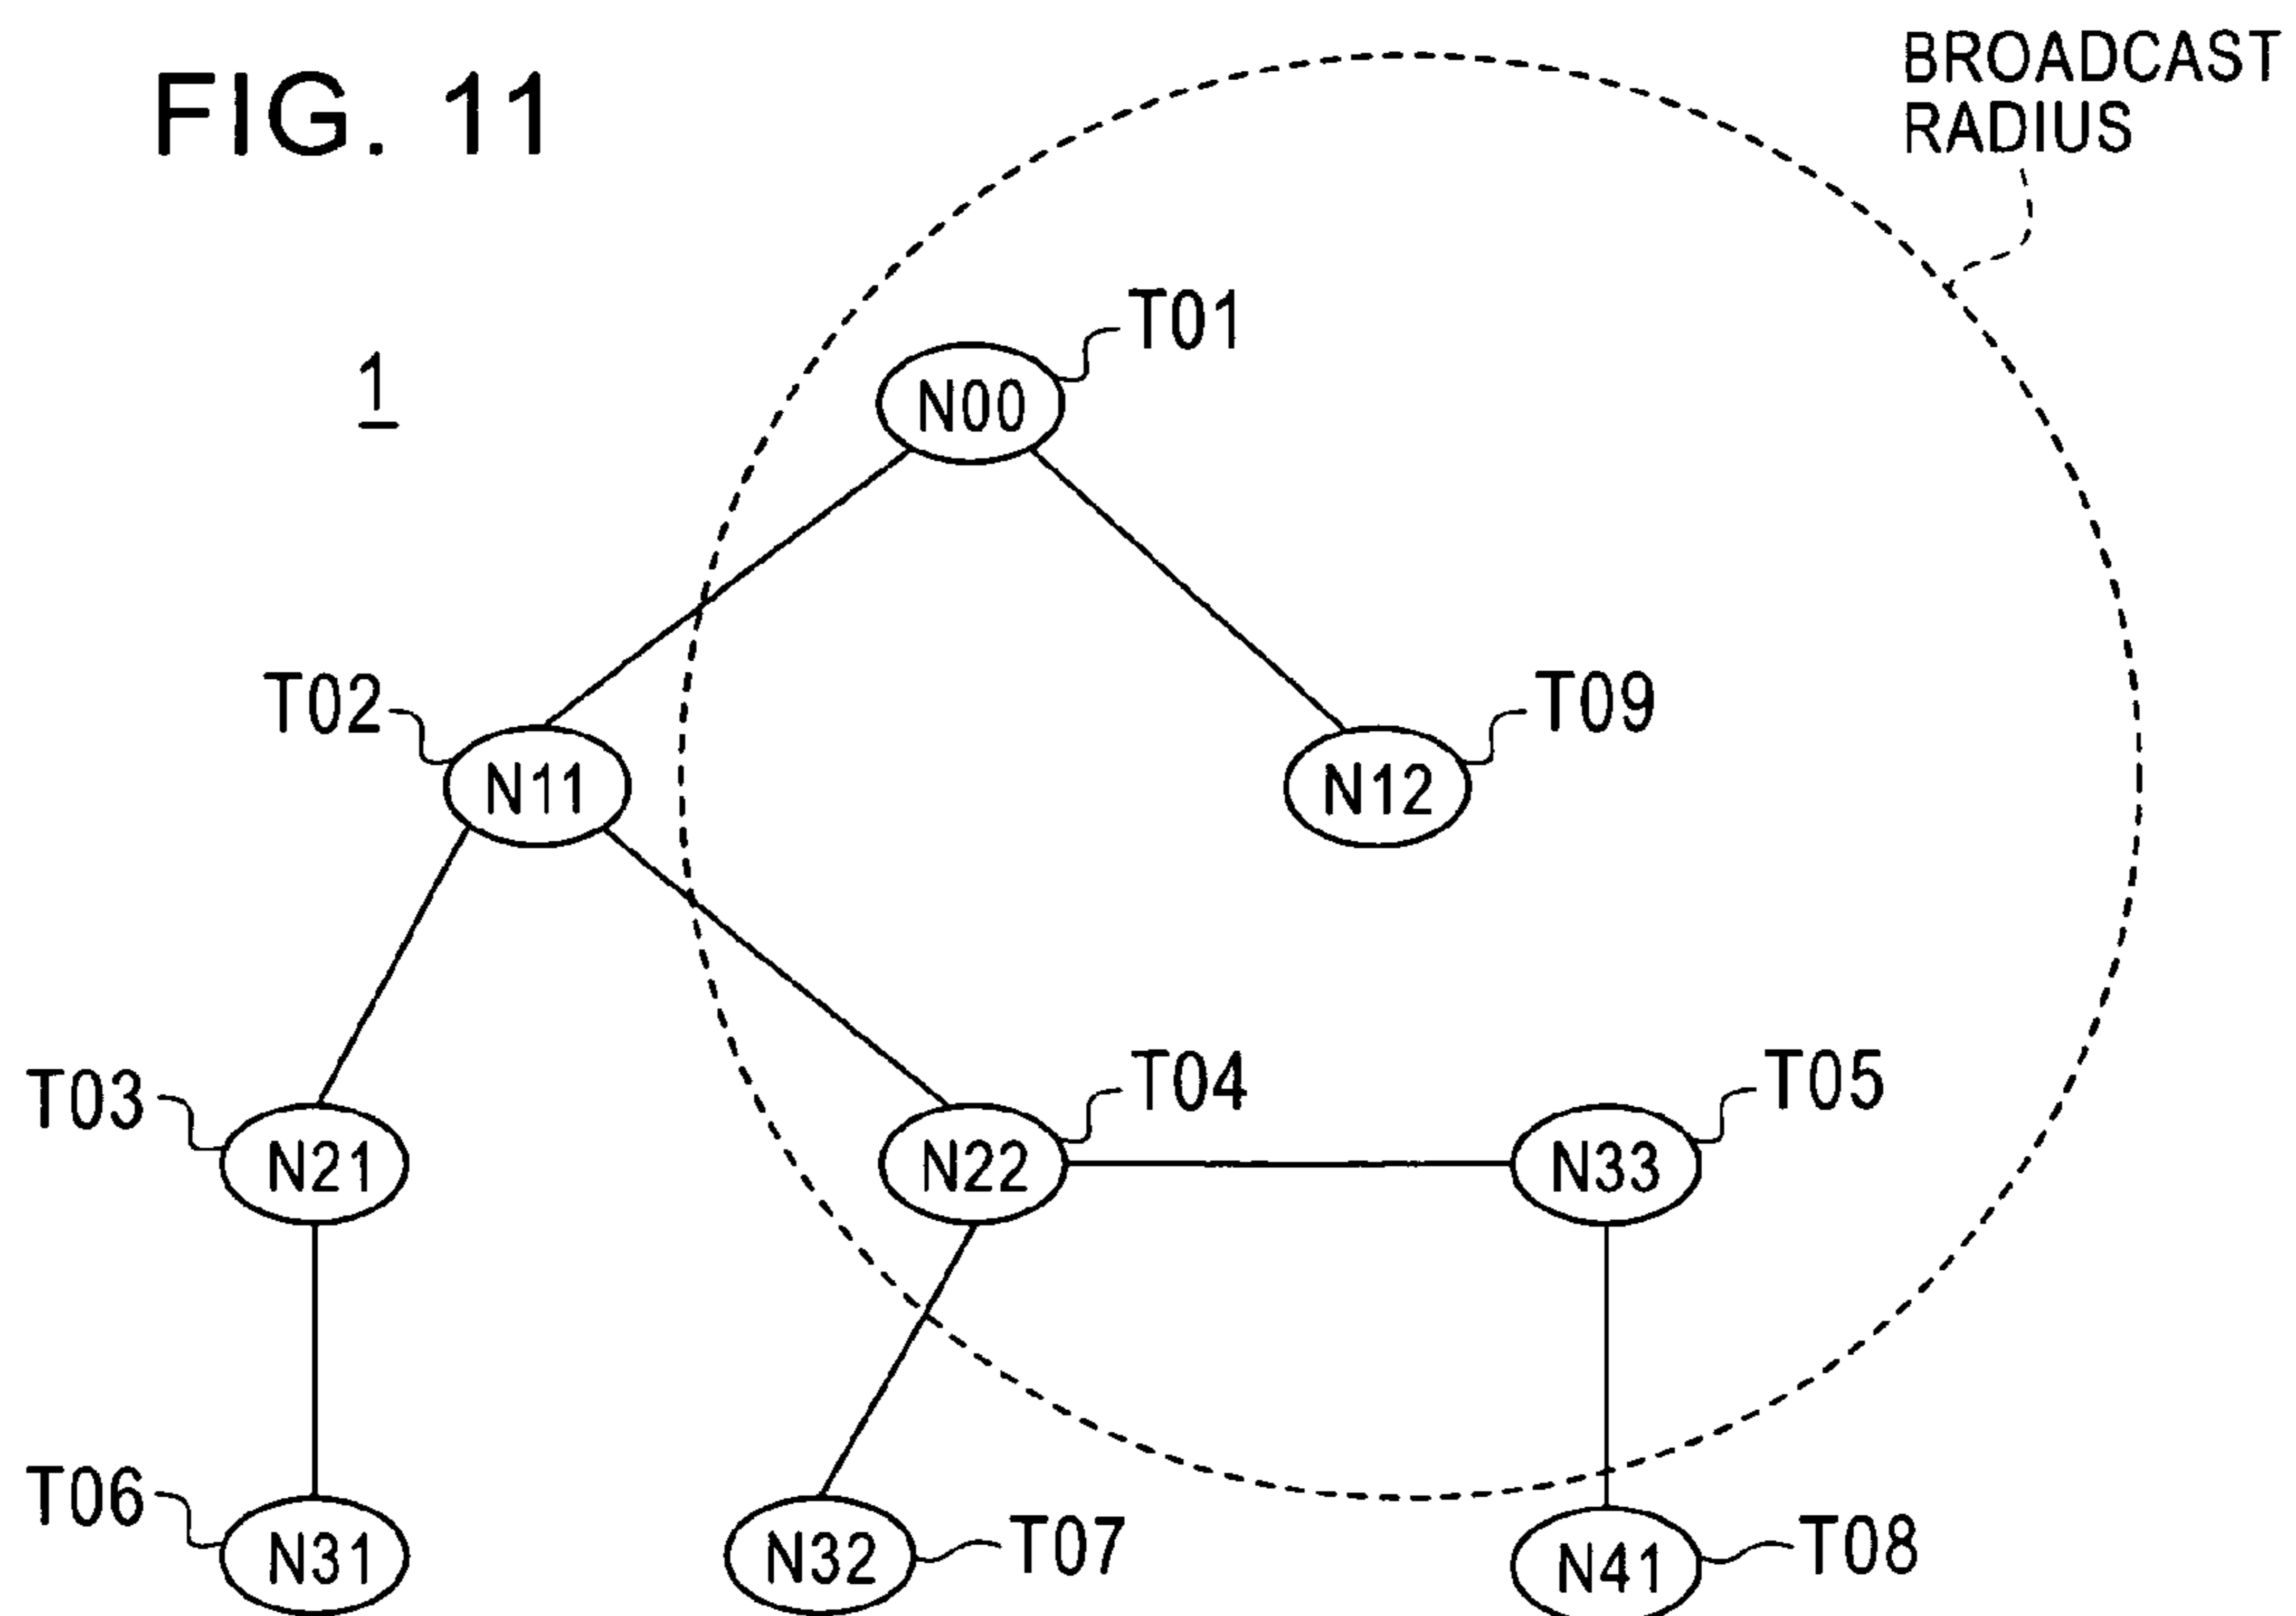 FIG. 11
BROADCAST
RADIUS
1
T01
N00
T02
N11
T09
N12
T03
N21
T04
N22
T05
N33
T06
N31
N32
T07
N41
T08